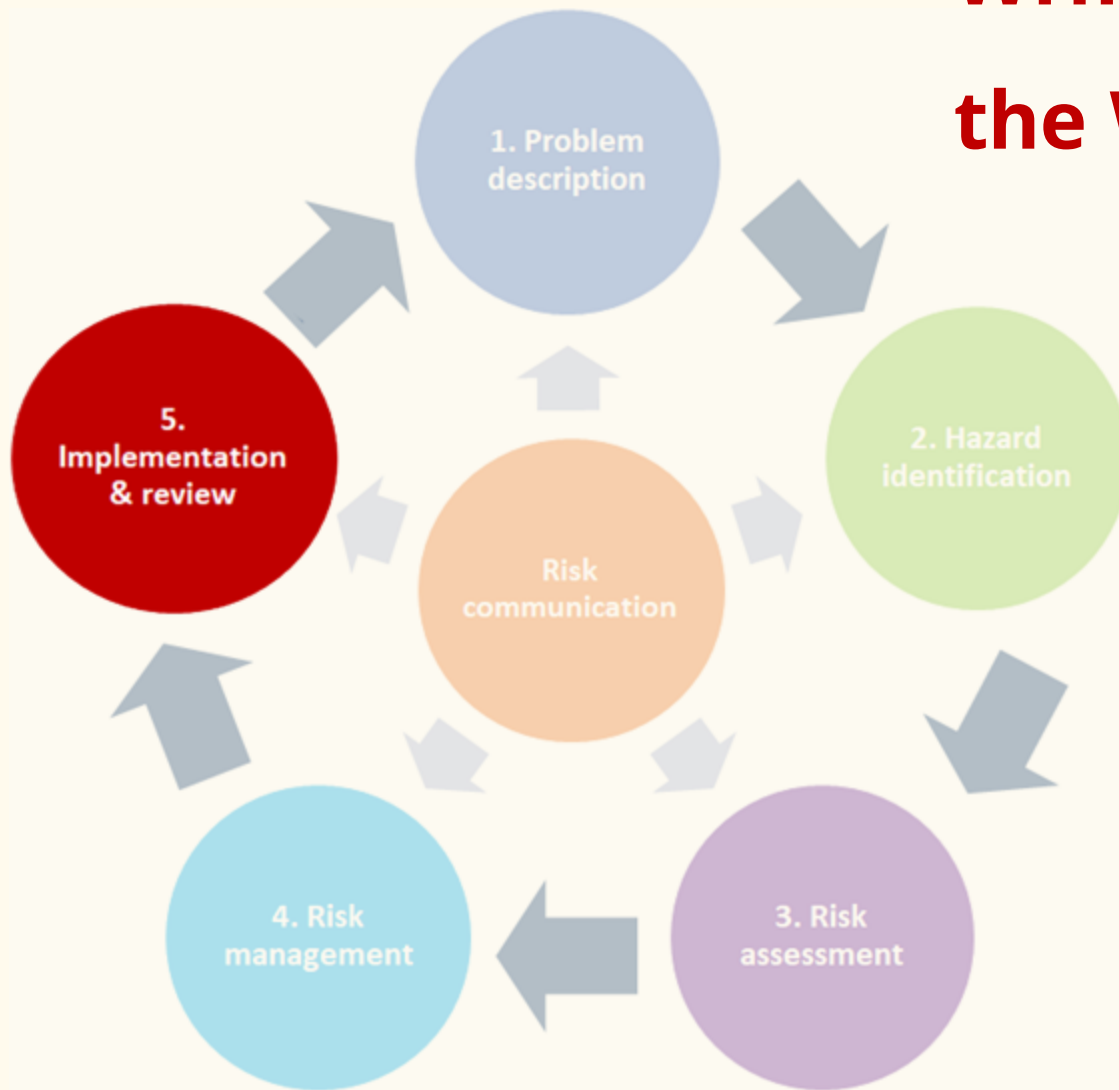 the
1. Problem
description
5.
Implementation
& review
2. Hazard
identification
Risk
communication
4. Risk
management
3. Risk
assessment